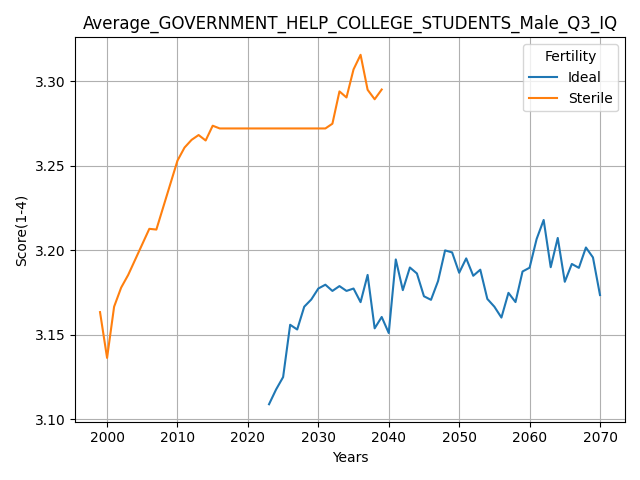 Average_GOVERNMENT_HELP_COLLEGE_STUDENTS_Male_Q3_IQ
Fertility
Ideal
Sterile
3.30
3.25
3.20
3.15
3.10
Score(1-4)
2000 2010 2020 2030 2040 2050 2060 2070
Years